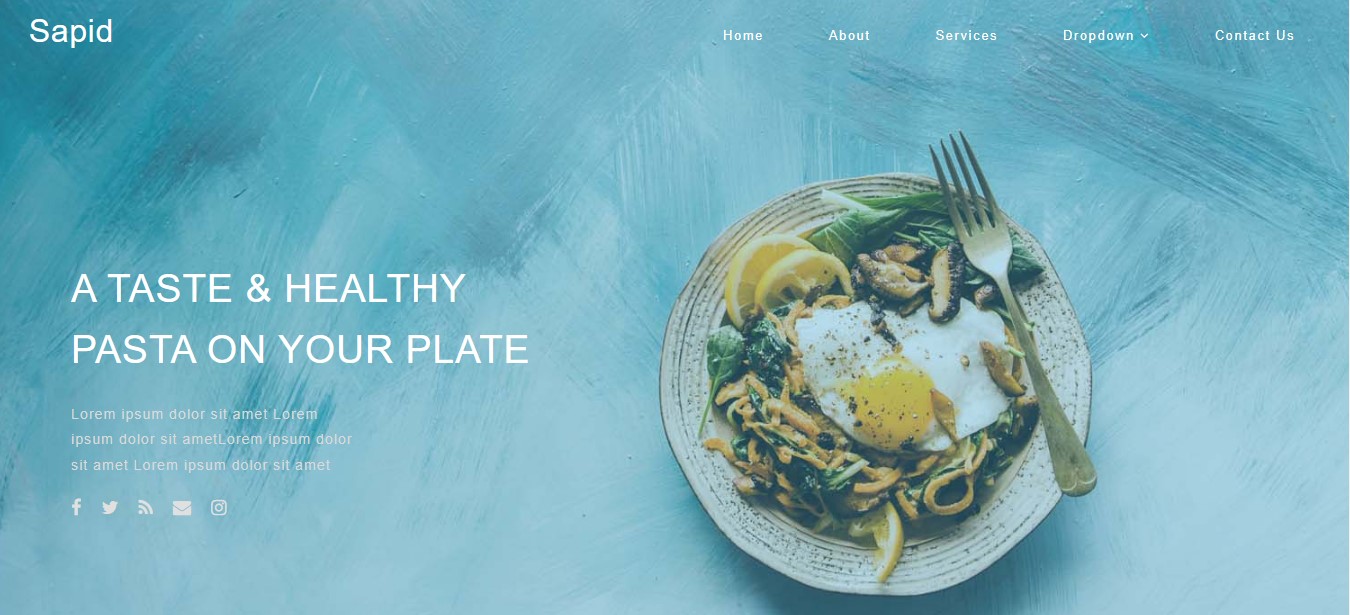 Sapid
Home About Services Dropdown Contact Us
A TASTE & HEALTHY
PASTA ON YOUR PLATE
Lorem ipsum dolor sit amet Lorem
ipsum dolor sit ametLorem ipsum dolor
sit amet Lorem ipsum dolor sit amet